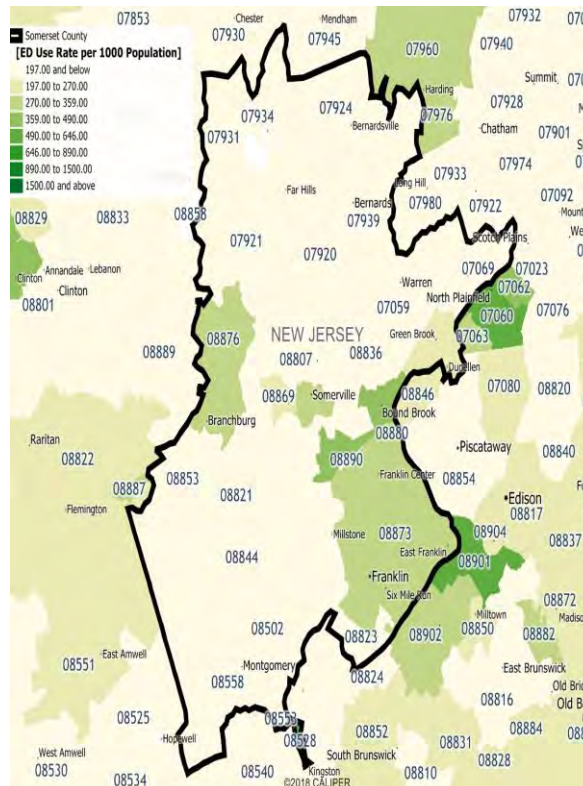 07853
Chester
Mendham
07932
07930
07945
07960
07940
Somerset County
[ED Use Rate per 1000 Population]
197.00 and below
197.00 to 270.00
270.00 to 359.00
359.00 to 490.00
490.00 to 646.00
646.00 to 890.00
890.00 to 1500.00
1500.00 and above
Summit
Harding
07934
07924
07928
07976
07931
Bernardsville
Chatham
07901
07974
07933
Long Hill
Far Hills
07980
07092
Bernards
07922
08829
08833
08858
07939
07921
07920
Scotch Plains
07069
07023
Clinton
Annandale
Lebanon
Warren
07062
08801
Clinton
07059
North Plainfield
07060
07076
NEW JERSEY
08876
Green Brook
07063
08889
08807
08836
Dunellen
08869
Somerville
08846
07080
08820
Branchburg
Bound Brook
08880
Raritan
Piscataway
08840
08822
08890
08853
Franklin Center
08854
08887
08821
Edison
Flemington
08817
Millstone
08873
08904
08837
08844
East Franklin
08901
Franklin
Six Mile Run
08872
Milltown
08502
08823
08902
08850
08882
East Amwell
Montgomery
08551
08824
East Brunswick
08558
08816
08525
08553
08852
08884
Hopewell
08528
08831
West Amwell
South Brunswick
08828
08530
08534
08540
Kingston
08810
©2018 CALIPER